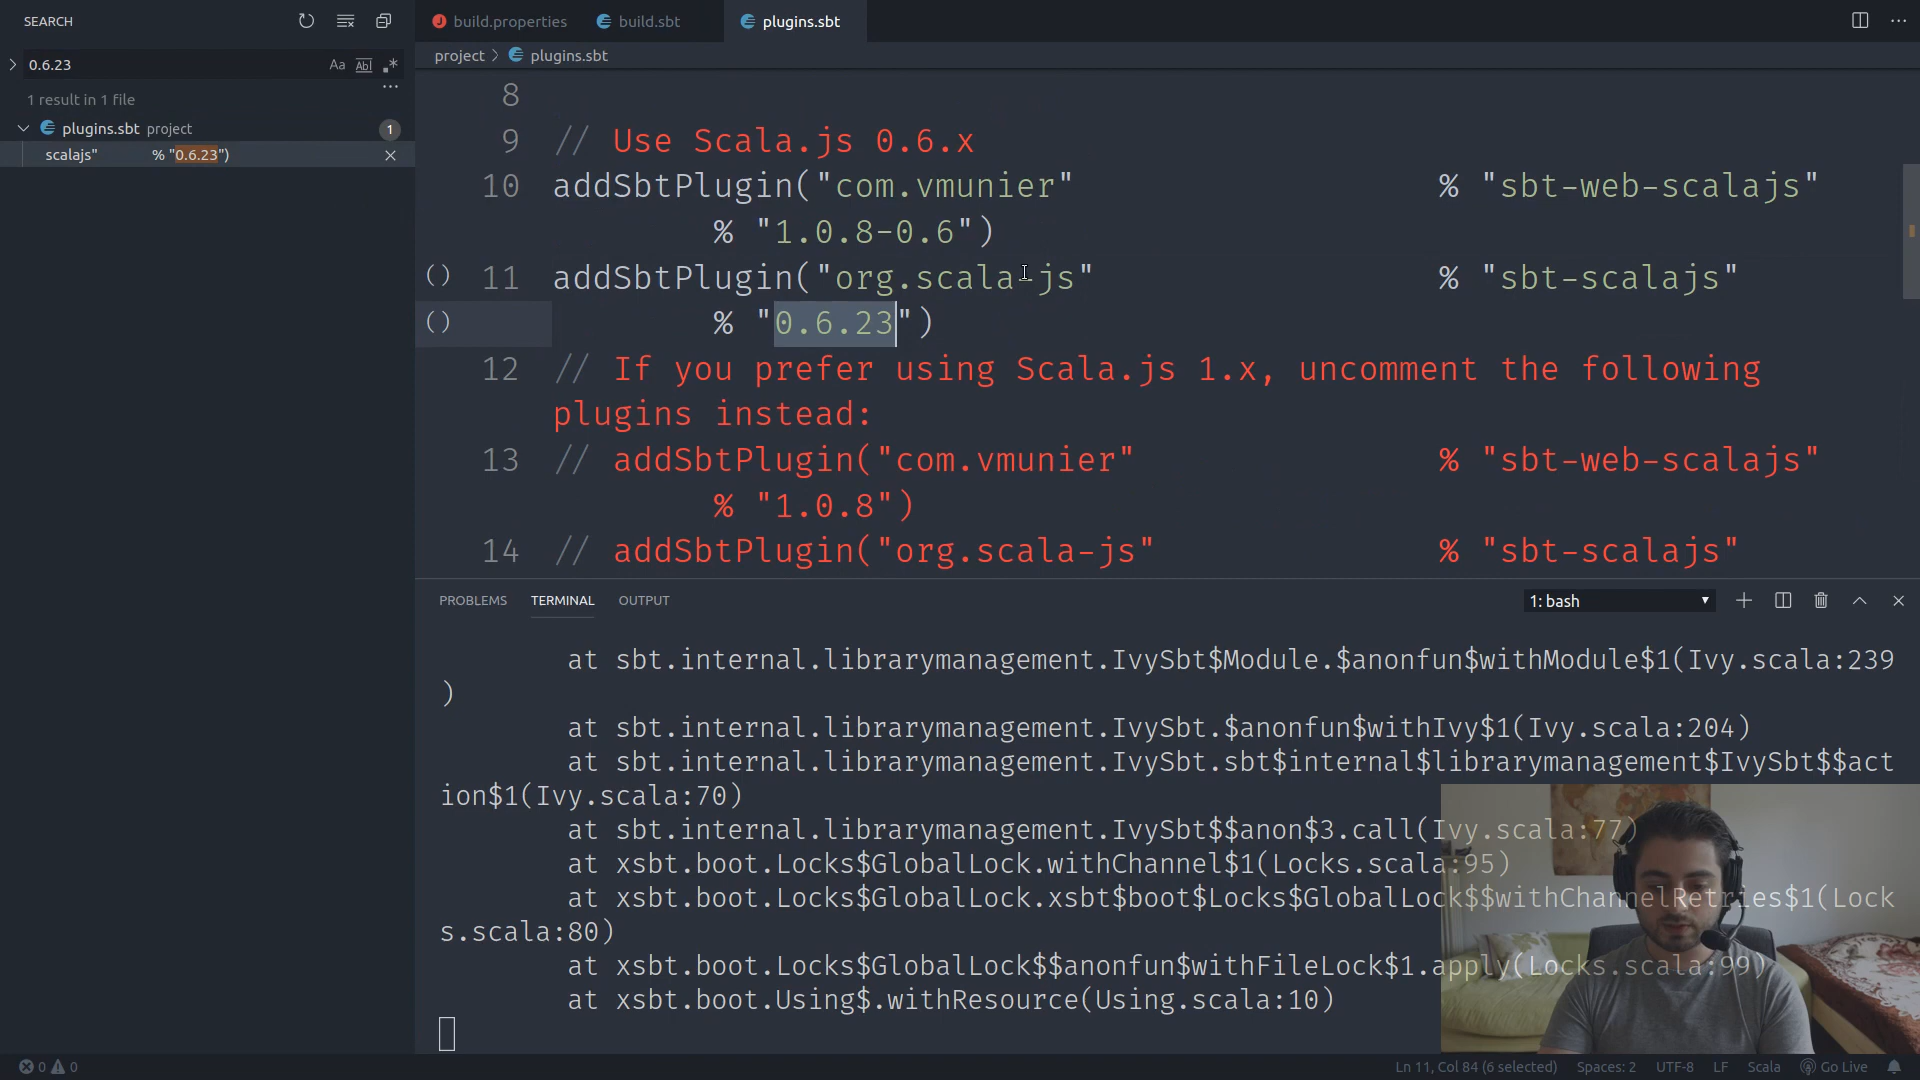 SEARCH
0.6.23
Aa Abl .*
1 result in 1 file
plugins.sbt project 1
scalajs" % "0.6.23")
build.properties build.sbt plugins.sbt
project > plugins.sbt
8
9 // Use Scala.js 0.6.x
10 addSbtPlugin("com.vmunier" % "sbt-web-scalajs"
% "1.0.8-0.6")
() 11 addSbtPlugin("org.scala-js" % "sbt-scalajs"
() % "0.6.23")
12 // If you prefer using Scala.js 1.x, uncomment the following
plugins instead:
13 // addSbtPlugin("com.vmunier" % "sbt-web-scalajs"
% "1.0.8")
14 // addSbtPlugin("org.scala-js" % "sbt-scalajs"
PROBLEMS TERMINAL OUTPUT 1: bash
at sbt.internal.librarymanagement.IvySbt$Module.$anonfun$withModule$1(Ivy.scala:239
)
at sbt.internal.librarymanagement.IvySbt.$anonfun$withIvy$1(Ivy.scala:204)
at sbt.internal.librarymanagement.IvySbt.sbt$internal$librarymanagement$IvySbt$$act
ion$1(Ivy.scala:70)
at sbt.internal.librarymanagement.IvySbt$$anon$3.call(Ivy.scala:77)
at xsbt.boot.Locks$GlobalLock.withChannel$1(Locks.scala:95)
at xsbt.boot.Locks$GlobalLock.xsbt$boot$Locks$GlobalLock$$withChannelRetries$1(Lock
s.scala:80)
at xsbt.boot.Locks$GlobalLock$$anonfun$withFileLock$1.apply(Locks.scala:99)
at xsbt.boot.Using$.withResource(Using.scala:10)
0 0 Ln 11, Col 84 (6 selected) Spaces: 2 UTF-8 LF Scala Go Live